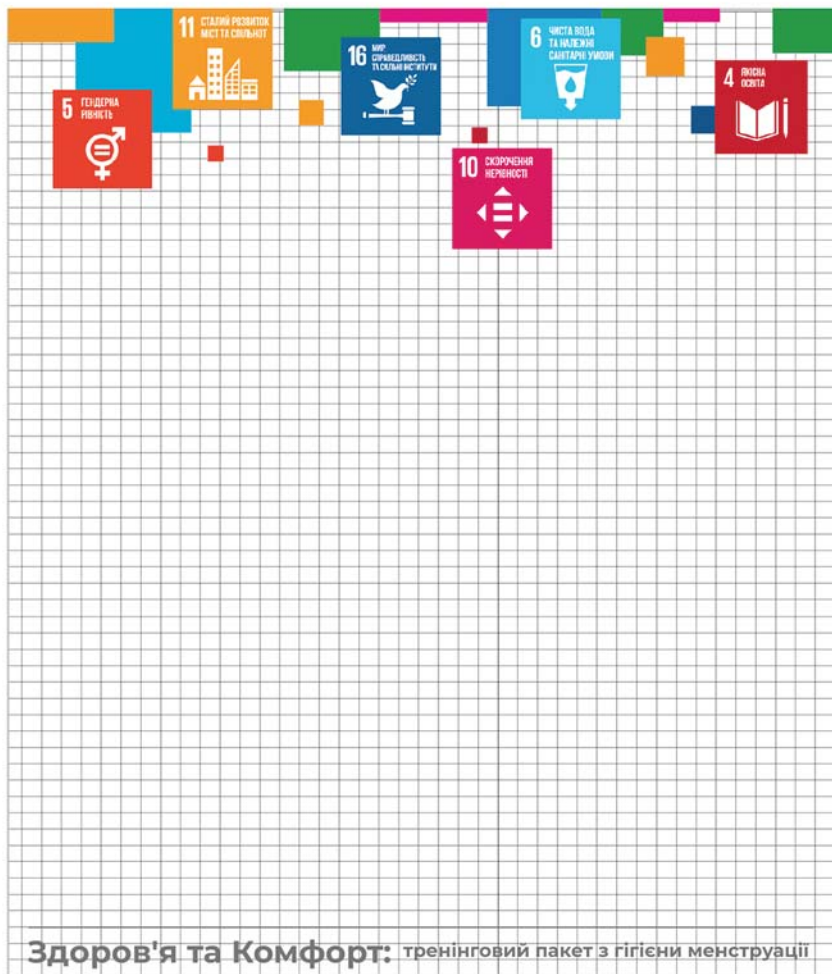 11 СТАЛИЙ РОЗВИТОК
МІСТ ТА СПІЛЬНОТ
16 МИР
СПРАВЕДЛИВІСТЬ
ТА СИЛЬНІ ІНСТИТУТИ
6 ЧИСТА ВОДА
ТА НАЛЕЖНІ
САНІТАРНІ УМОВИ
4 ЯКІСНА
ОСВІТА
5 ГЕНДЕРНА
РІВНІСТЬ
10 СКОРОЧЕННЯ
НЕРІВНОСТІ
Здоров'я та Комфорт: тренінговий пакет з гігієни менструації